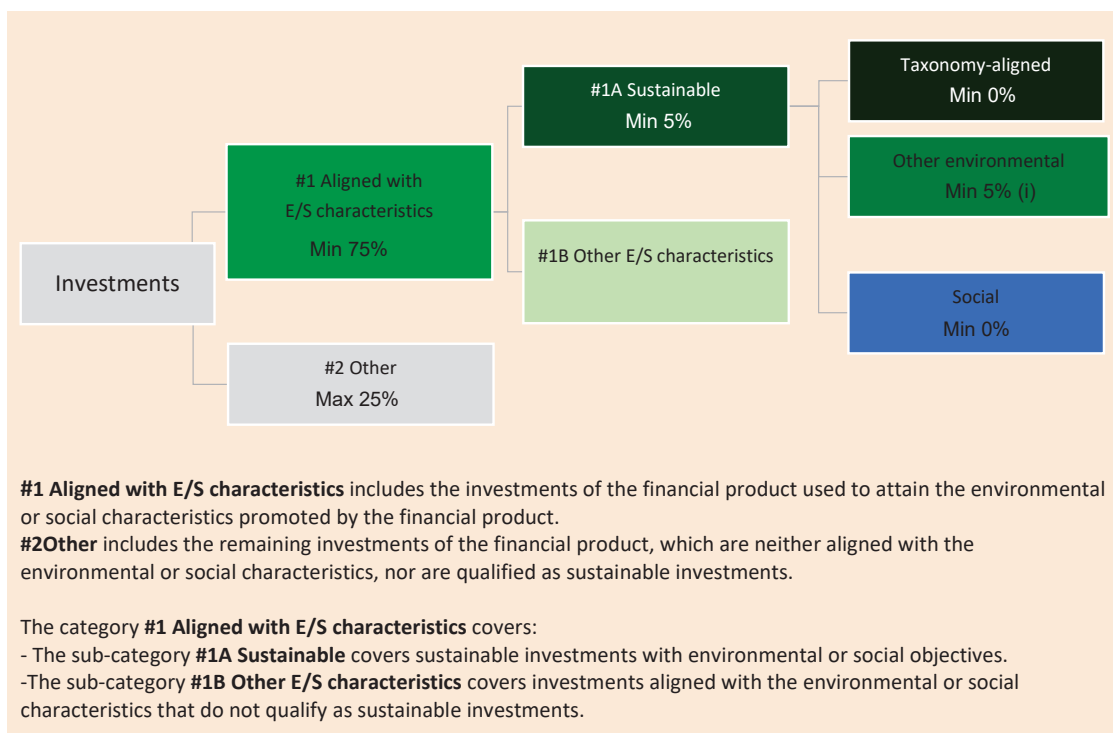 Investments
#1 Aligned with
E/S characteristics
Min 75%
#2 Other
Max 25%
#1A Sustainable
Min 5%
#1B Other E/S characteristics
Taxonomy-aligned
Min 0%
Other environmental
Min 5% (i)
Social
Min 0%
#1 Aligned with E/S characteristics includes the investments of the financial product used to attain the environmental
or social characteristics promoted by the financial product.
#2Other includes the remaining investments of the financial product, which are neither aligned with the
environmental or social characteristics, nor are qualified as sustainable investments.
The category #1 Aligned with E/S characteristics covers:
- The sub-category #1A Sustainable covers sustainable investments with environmental or social objectives.
-The sub-category #1B Other E/S characteristics covers investments aligned with the environmental or social
characteristics that do not qualify as sustainable investments.